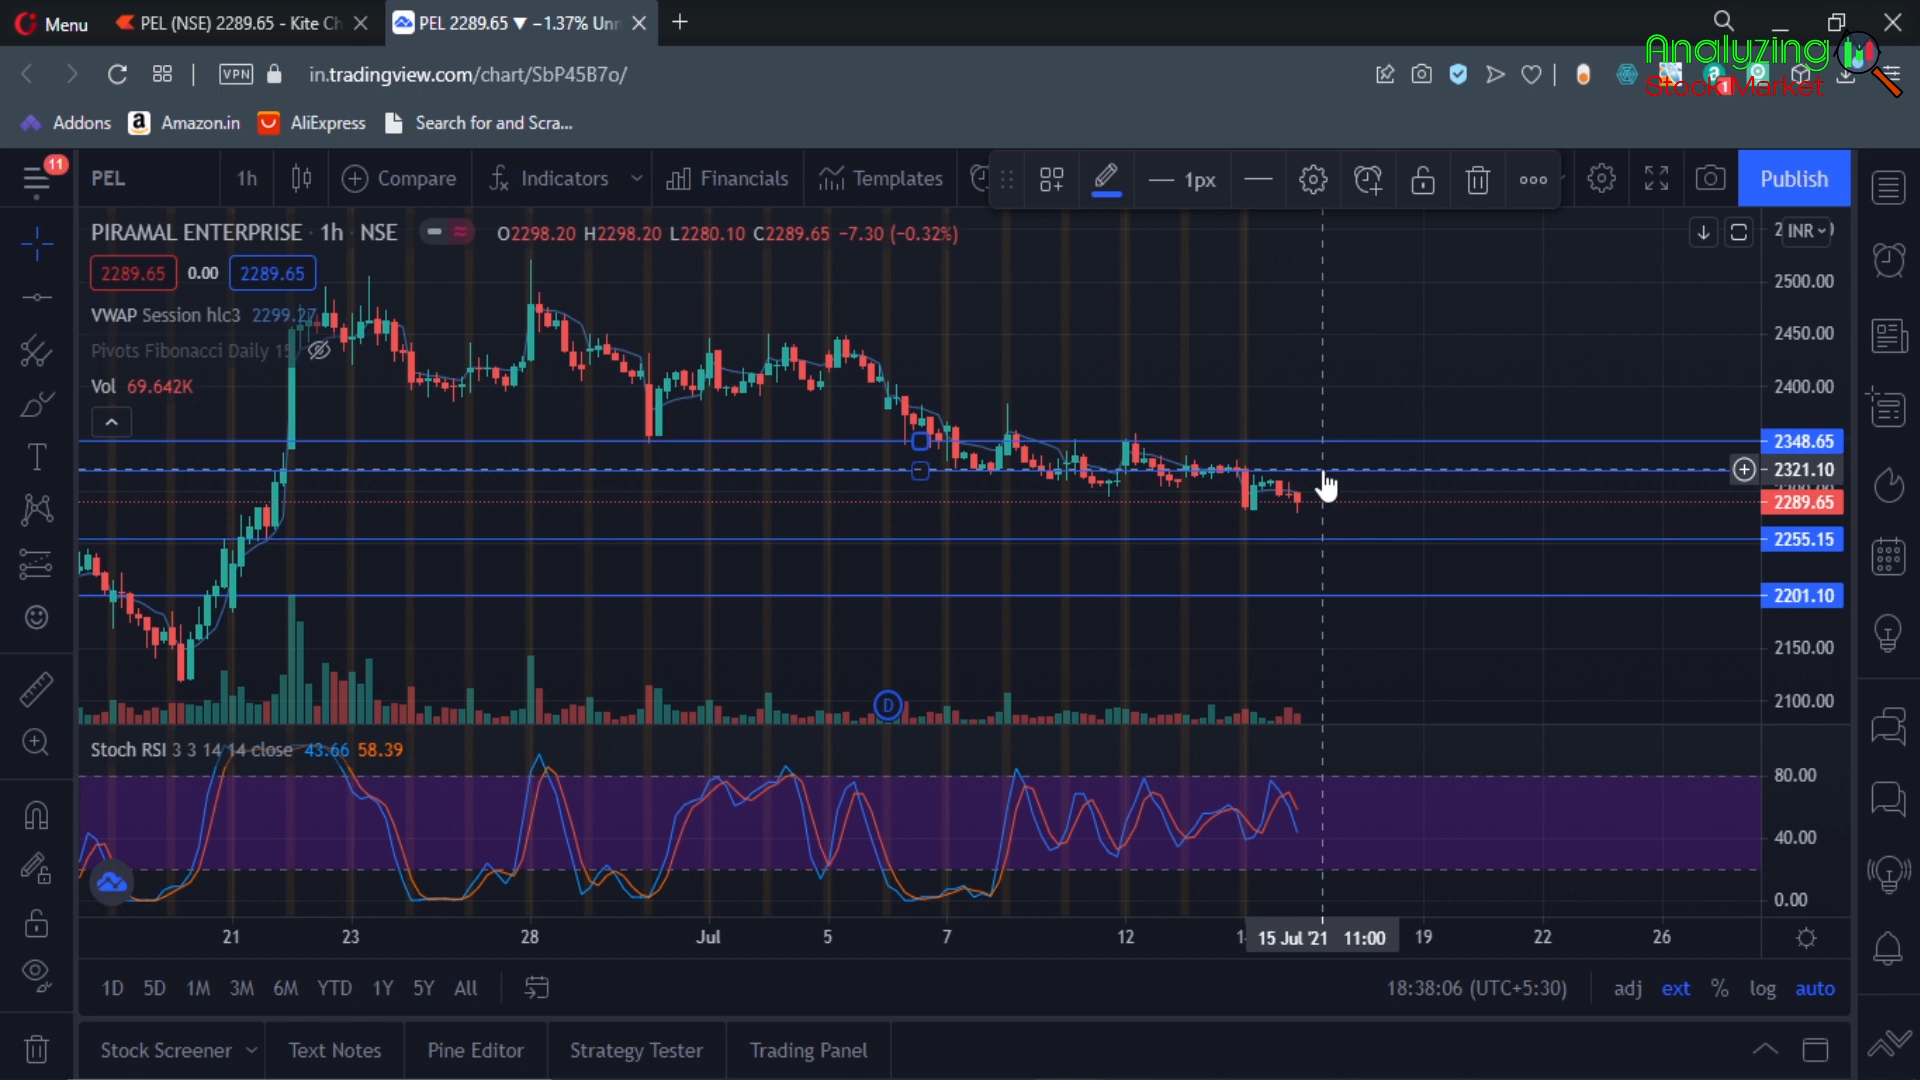 Menu
PEL (NSE) 2289.65 - Kite Ch
PEL 2289.65 ▼ −1.37% Unn
Analyzing
Stock Market
VPN
in.tradingview.com/chart/SbP45B7o/
1
Addons
Amazon.in
AliExpress
Search for and Scra...
11
PEL
1h
Compare
Indicators
Financials
Templates
1px
Publish
PIRAMAL ENTERPRISE · 1h · NSE
O2298.20 H2298.20 L2280.10 C2289.65 −7.30 (−0.32%)
INR
2289.65
0.00
2289.65
2500.00
VWAP Session hlc3 2299.27
2450.00
Pivots Fibonacci Daily 15
Vol 69.642K
2400.00
2348.65
2321.10
2289.65
2255.15
2201.10
2150.00
2100.00
D
Stoch RSI 3 3 14 14 close 43.66 58.39
80.00
40.00
0.00
21
23
28
Jul
5
7
12
15 Jul '21 11:00
19
22
26
1D 5D 1M 3M 6M YTD 1Y 5Y All
18:38:06 (UTC+5:30)
adj ext % log auto
Stock Screener
Text Notes
Pine Editor
Strategy Tester
Trading Panel